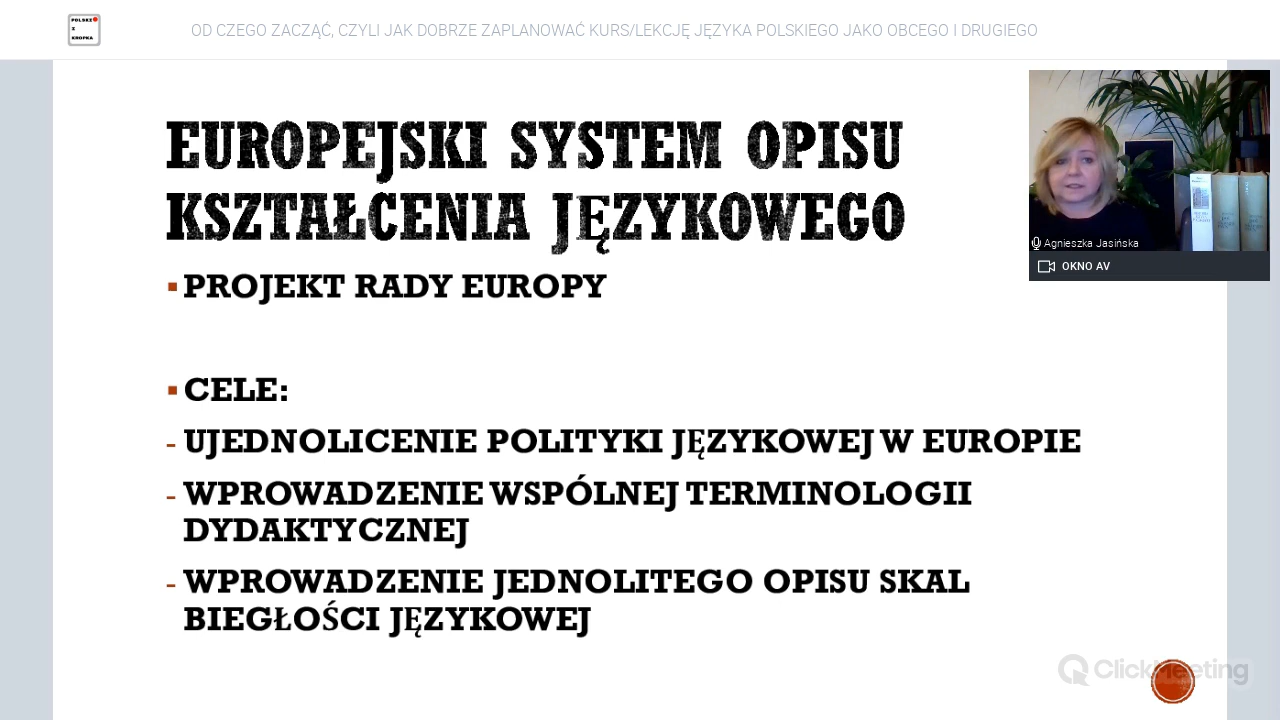 POLSKI
Z
KROPKA
OD CZEGO ZACZĄĆ, CZYLI JAK DOBRZE ZAPLANOWAĆ KURS/LEKCJĘ JĘZYKA POLSKIEGO JAKO OBCEGO I DRUGIEGO
EUROPEJSKI SYSTEM OPISU
KSZTAŁCENIA JĘZYKOWEGO
PROJEKT RADY EUROPY
CELE:
- UJEDNOLICENIE POLITYKI JĘZYKOWEJ W EUROPIE
- WPROWADZENIE WSPÓLNEJ TERMINOLOGII
DYDAKTYCZNEJ
- WPROWADZENIE JEDNOLITEGO OPISU SKAL
BIEGŁOŚCI JĘZYKOWEJ
Agnieszka Jasińska
OKNO AV
ClickMeeting